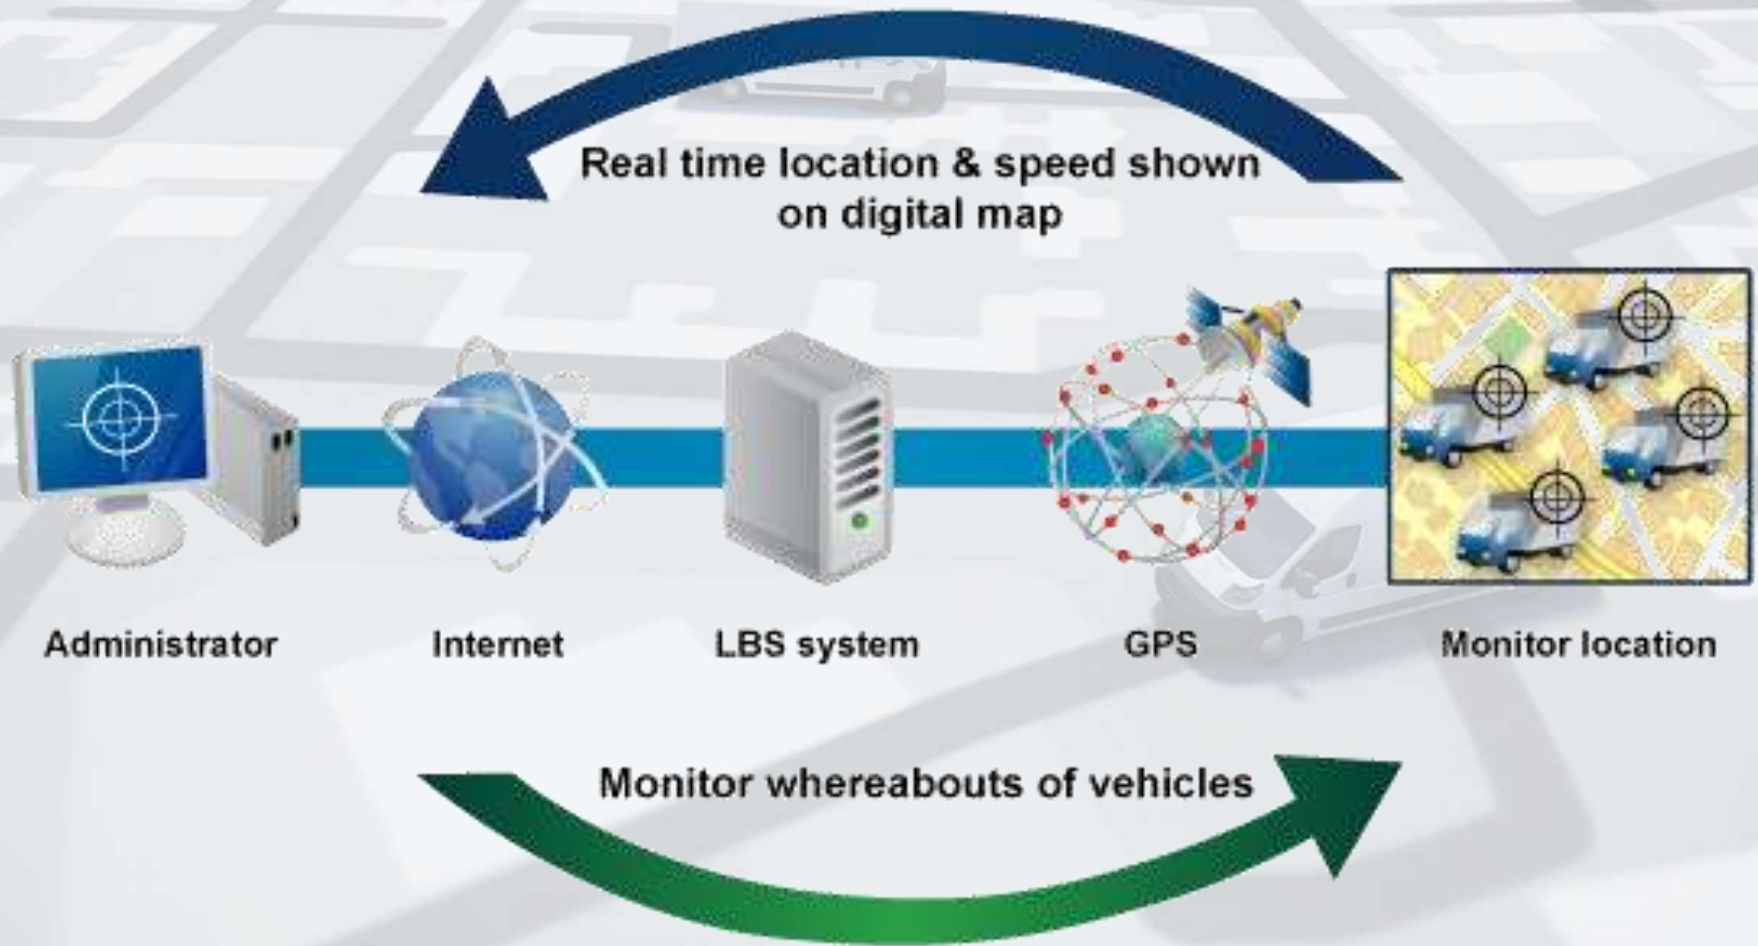 Real time location & speed shown
on digital map
Administrator
Internet
LBS system
GPS
Monitor location
Monitor whereabouts of vehicles